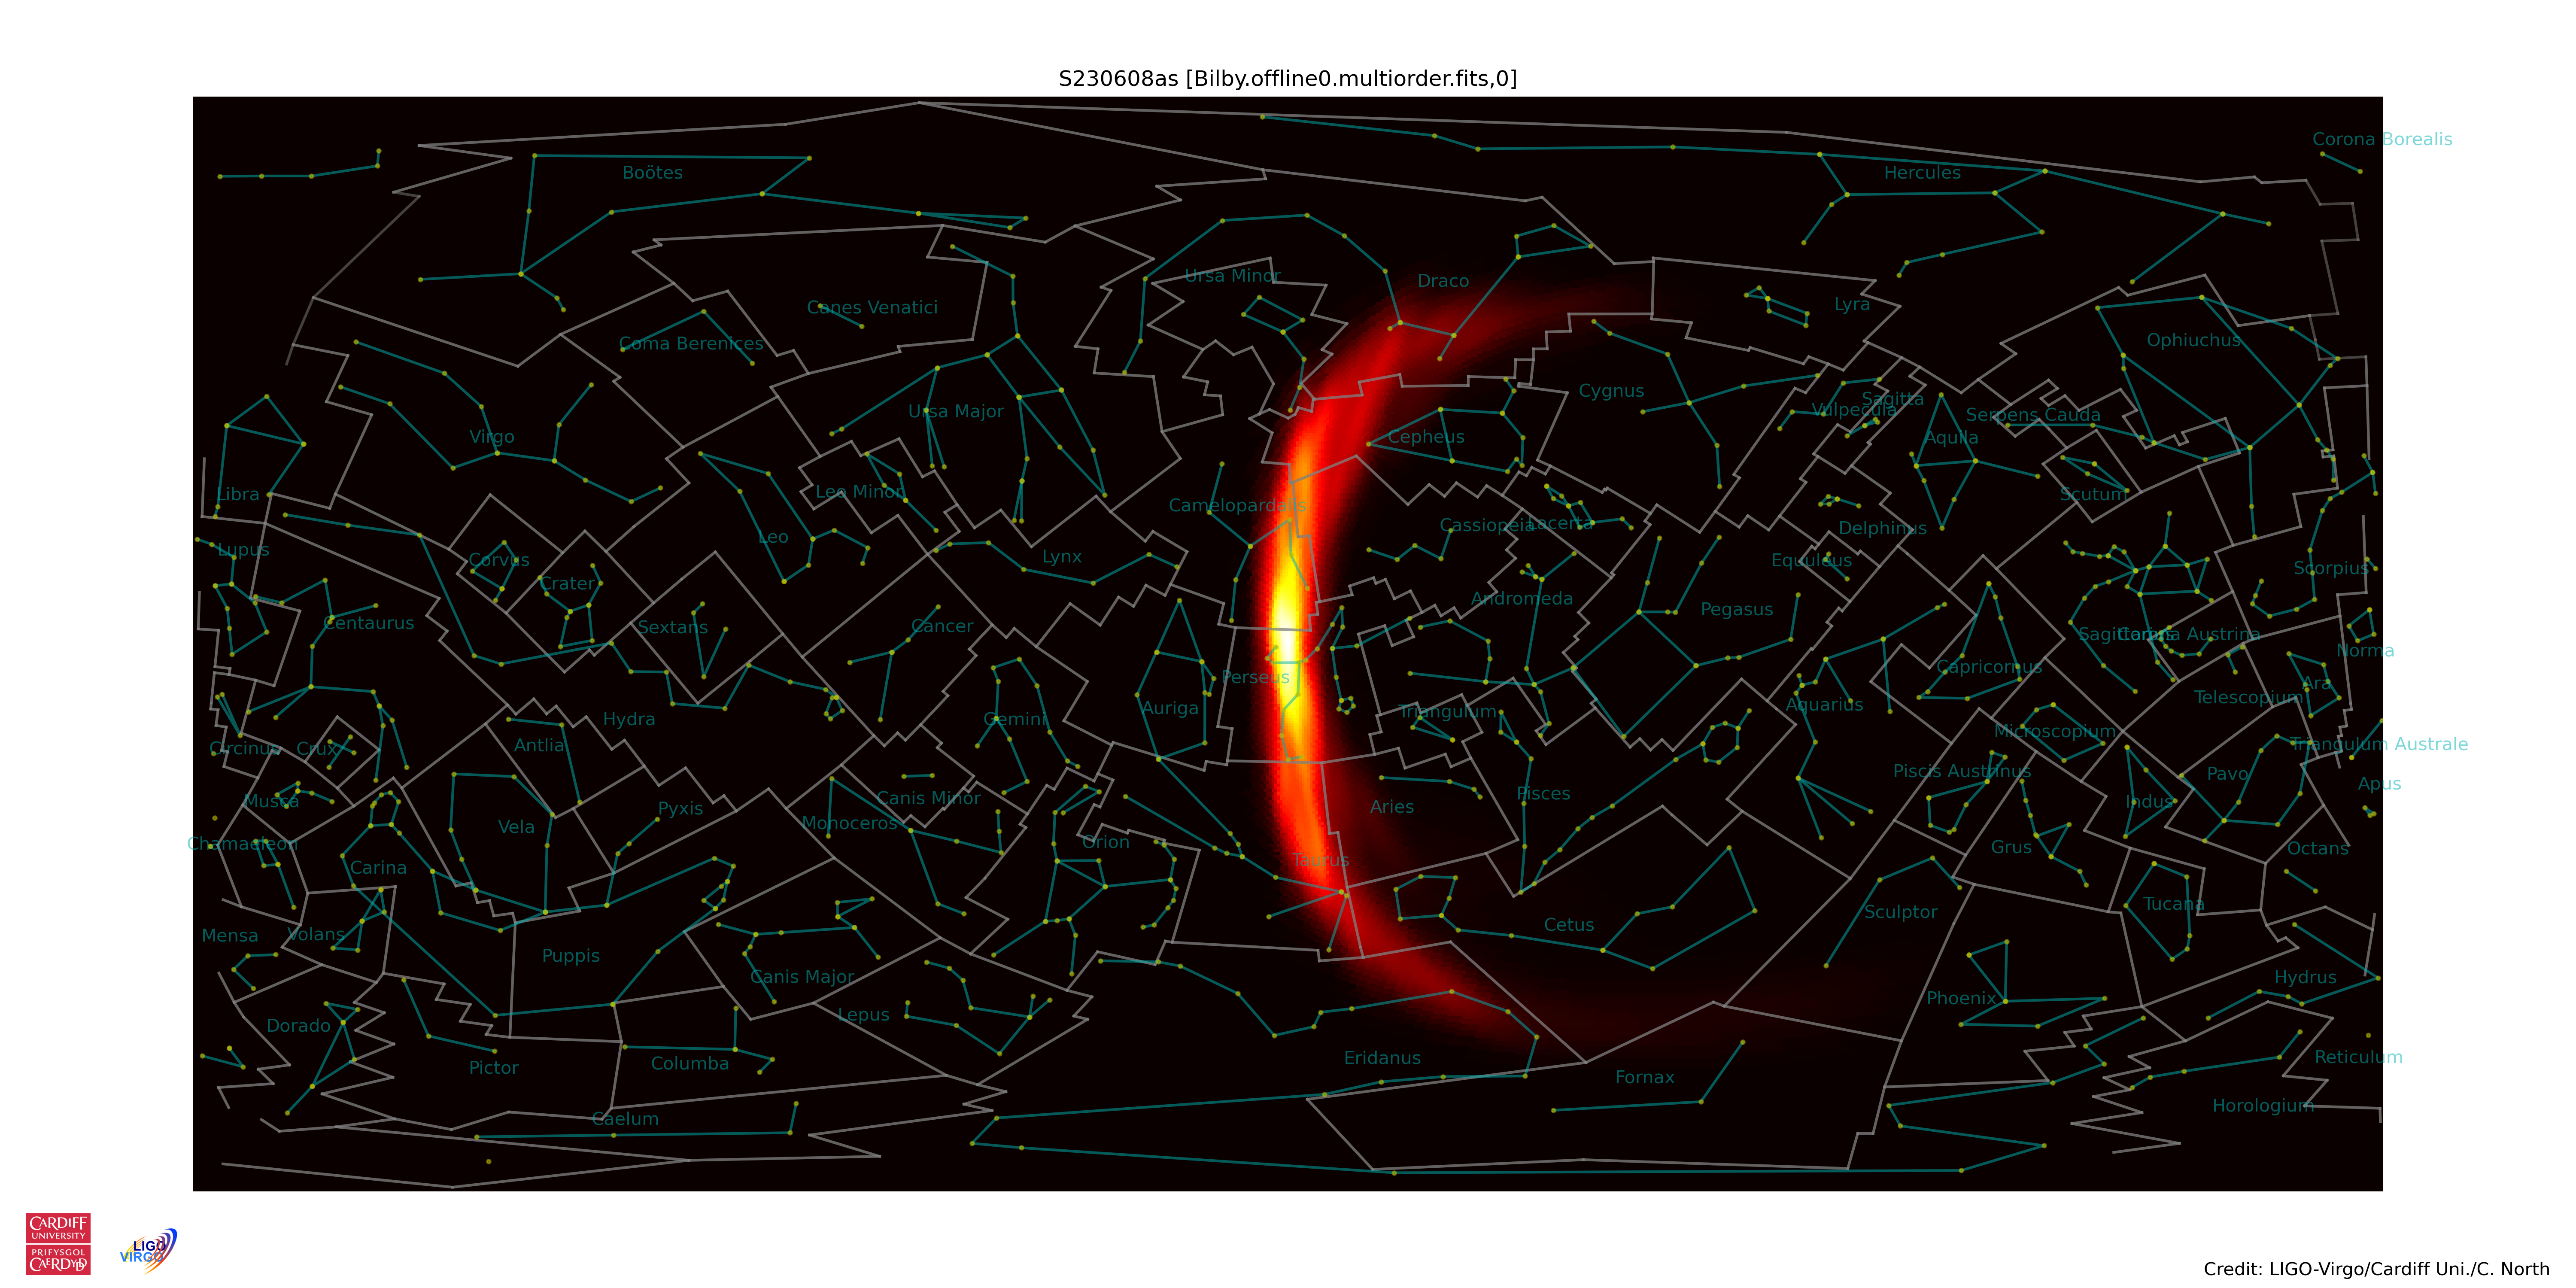 S230608as [Bilby.offline0.multiorder.fits,0]
Corona Borealis
Boötes
Hercules
Ursa Minor
Draco
Canes Venatici
Lyra
Coma Berenices
Ophiuchus
Cygnus
Sagitta
Ursa Major
Vulpecula
Serpens Cauda
Virgo
Cepheus
Aquila
Libra
Leo Minor
Scutum
Camelopardalis
Cassiopeia
Lacerta
Delphinus
Leo
Lupus
Lynx
Corvus
Equuleus
Scorpius
Crater
Andromeda
Pegasus
Centaurus
Sextans
Cancer
Sagittarius
Corona Austrina
Norma
Capricornus
Perseus
Ara
Telescopium
Auriga
Aquarius
Triangulum
Hydra
Gemini
Microscopium
Circinus
Crux
Antlia
Triangulum Australe
Piscis Austrinus
Pavo
Apus
Pisces
Canis Minor
Musca
Indus
Aries
Pyxis
Monoceros
Vela
Orion
Chamaeleon
Grus
Octans
Taurus
Carina
Tucana
Sculptor
Cetus
Mensa
Volans
Puppis
Canis Major
Hydrus
Phoenix
Lepus
Dorado
Eridanus
Reticulum
Columba
Pictor
Fornax
Horologium
Caelum
CARDIFF
UNIVERSITY
PRIFYSGOL
CAERDYDD
LIGO
VIRGO
Credit: LIGO-Virgo/Cardiff Uni./C. North